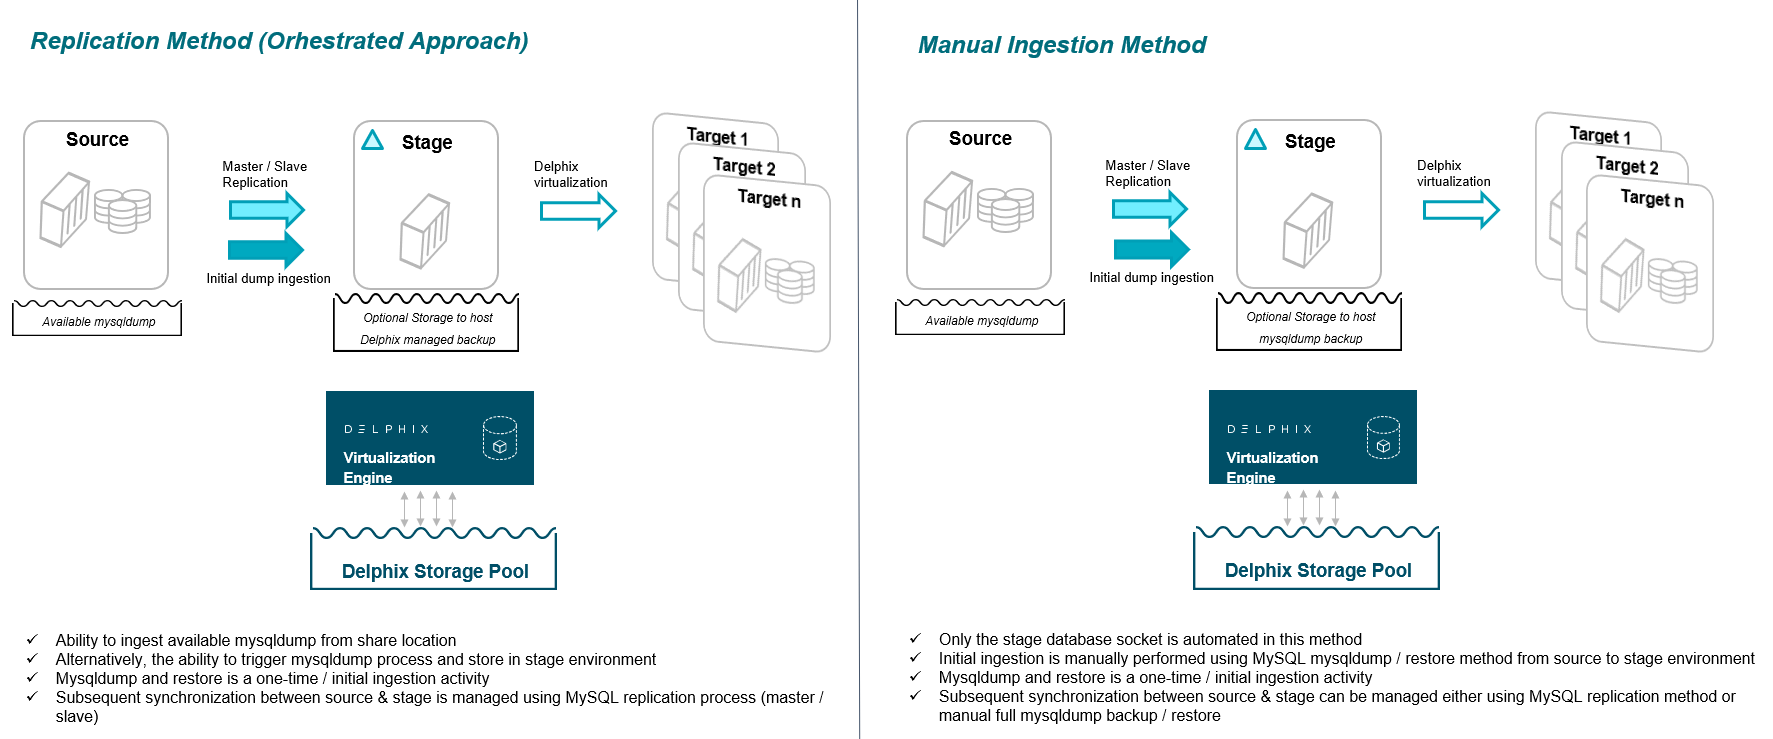 Replication Method (Orhestrated Approach)
Source
Master / Slave
Replication
Initial dump ingestion
Stage
Delphix
virtualization
Target 1
Target 2
Target n
Available mysqldump
Optional Storage to host
Delphix managed backup
DELPHIX
Virtualization
Engine
Delphix Storage Pool
✓ Ability to ingest available mysqldump from share location
✓ Alternatively, the ability to trigger mysqldump process and store in stage environment
✓ Mysqldump and restore is a one-time / initial ingestion activity
✓ Subsequent synchronization between source & stage is managed using MySQL replication process (master /
slave)
Manual Ingestion Method
Source
Master / Slave
Replication
Initial dump ingestion
Stage
Delphix
virtualization
Target 1
Target 2
Target n
Available mysqldump
Optional Storage to host
mysqldump backup
DELPHIX
Virtualization
Engine
Delphix Storage Pool
✓ Only the stage database socket is automated in this method
✓ Initial ingestion is manually performed using MySQL mysqldump / restore method from source to stage environment
✓ Mysqldump and restore is a one-time / initial ingestion activity
✓ Subsequent synchronization between source & stage can be managed either using MySQL replication method or
manual full mysqldump backup / restore